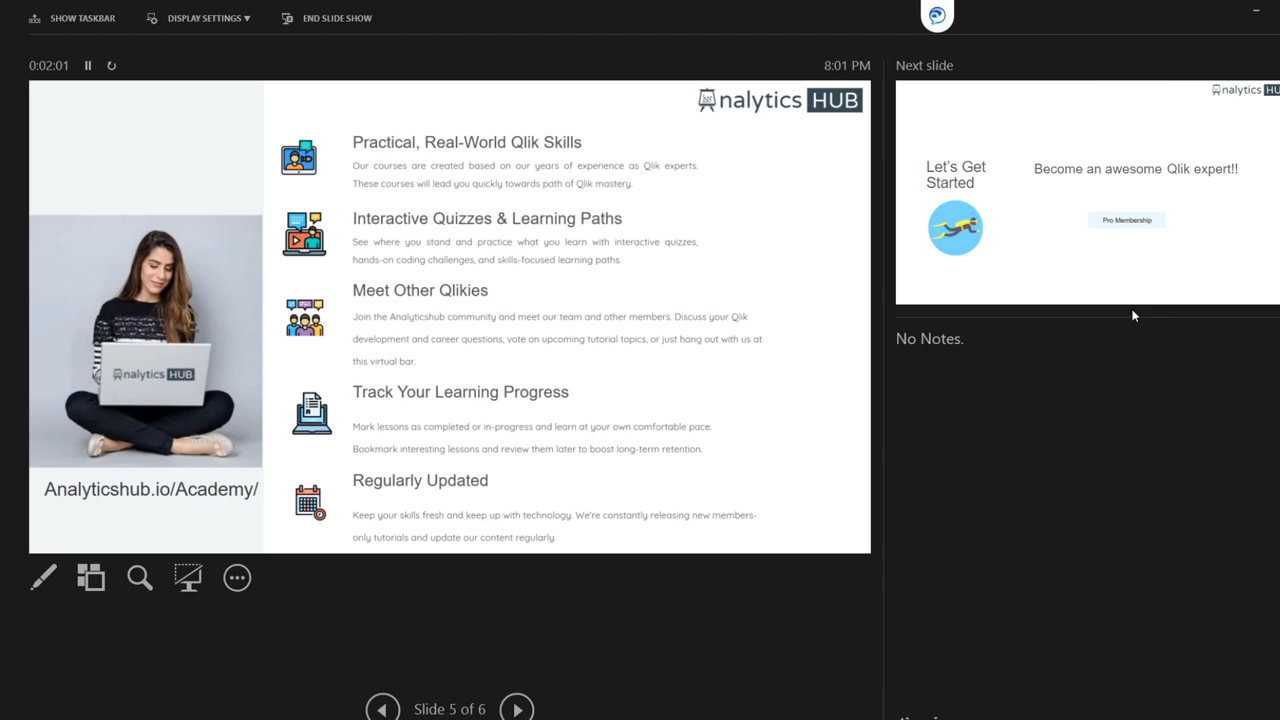 SHOW TASKBAR
DISPLAY SETTINGS ▾
END SLIDE SHOW
0:02:01
8:01 PM
nalytics HUB
Practical, Real-World Qlik Skills
Our courses are created based on our years of experience as Qlik experts.
These courses will lead you quickly towards path of Qlik mastery.
Interactive Quizzes & Learning Paths
See where you stand and practice what you learn with interactive quizzes,
hands-on coding challenges, and skills-focused learning paths.
Meet Other Qlikies
Join the Analyticshub community and meet our team and other members. Discuss your Qlik
development and career questions, vote on upcoming tutorial topics, or just hang out with us at
this virtual bar.
Track Your Learning Progress
Mark lessons as completed or in-progress and learn at your own comfortable pace.
Bookmark interesting lessons and review them later to boost long-term retention.
Regularly Updated
Keep your skills fresh and keep up with technology. We're constantly releasing new members-
only tutorials and update our content regularly.
nalytics HUB
Analyticshub.io/Academy/
Slide 5 of 6
Next slide
nalytics HU
Let's Get
Started
Become an awesome Qlik expert!!
Pro Membership
No Notes.